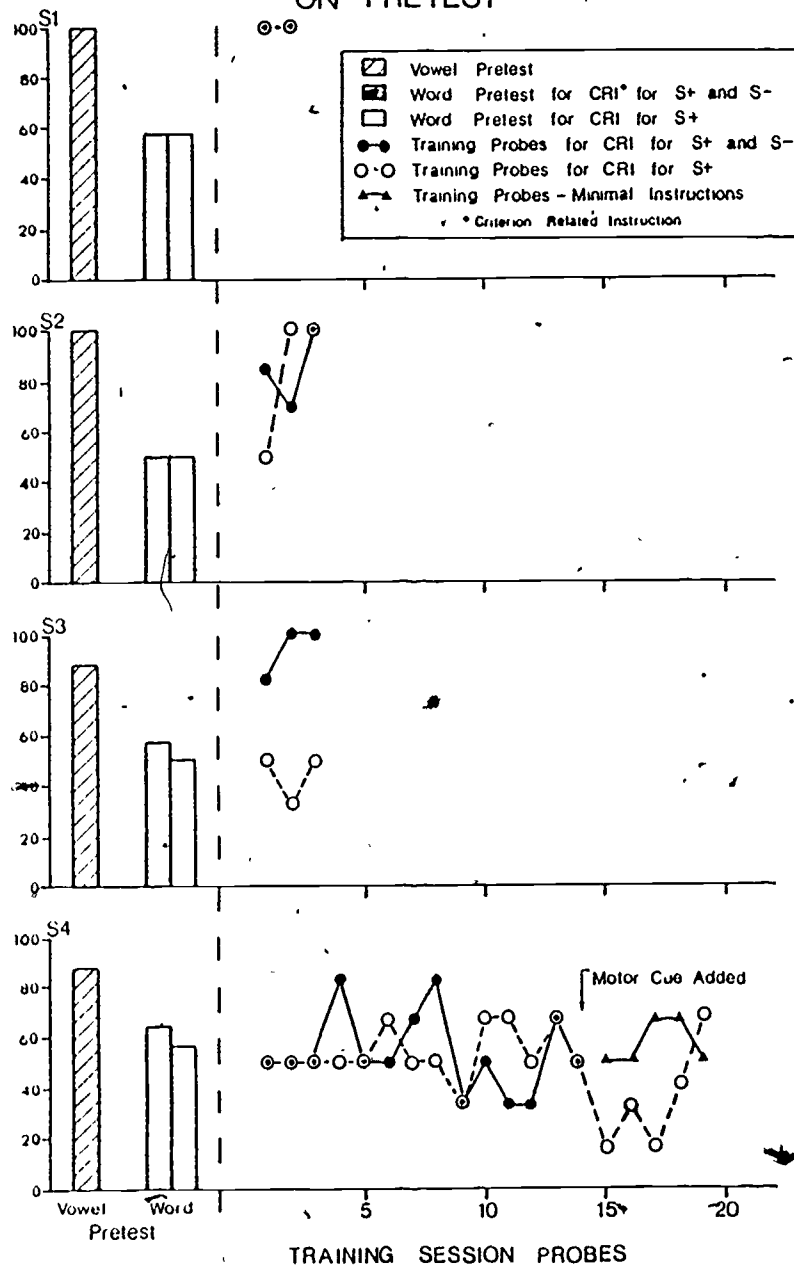 ON PRETEST
S1
100
80
60
40
20
0
Vowel Pretest
Word Pretest for CRI* for S+ and S-
Word Pretest for CRI for S+
Training Probes for CRI for S+ and S-
Training Probes for CRI for S+
Training Probes - Minimal Instructions
* Criterion Related Instruction
S2
100
80
60
40
20
0
S3
100
80
60
40
20
0
S4
100
80
60
40
20
0
Motor Cue Added
Vowel Word
5 10 15 20
Pretest
TRAINING SESSION PROBES